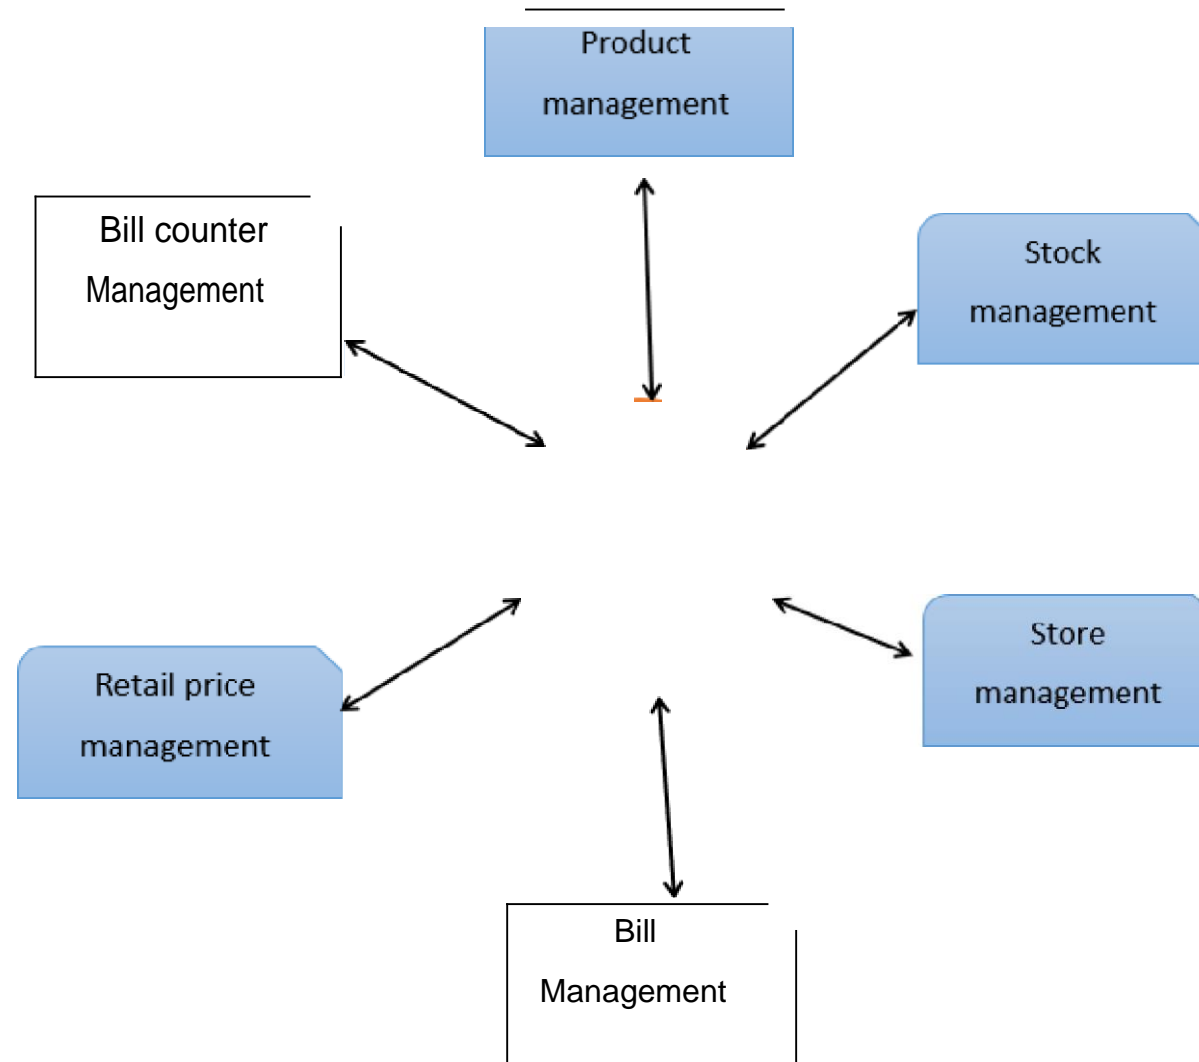 Product
management
Bill counter
Management
Stock
management
Retail price
management
Store
management
Bill
Management